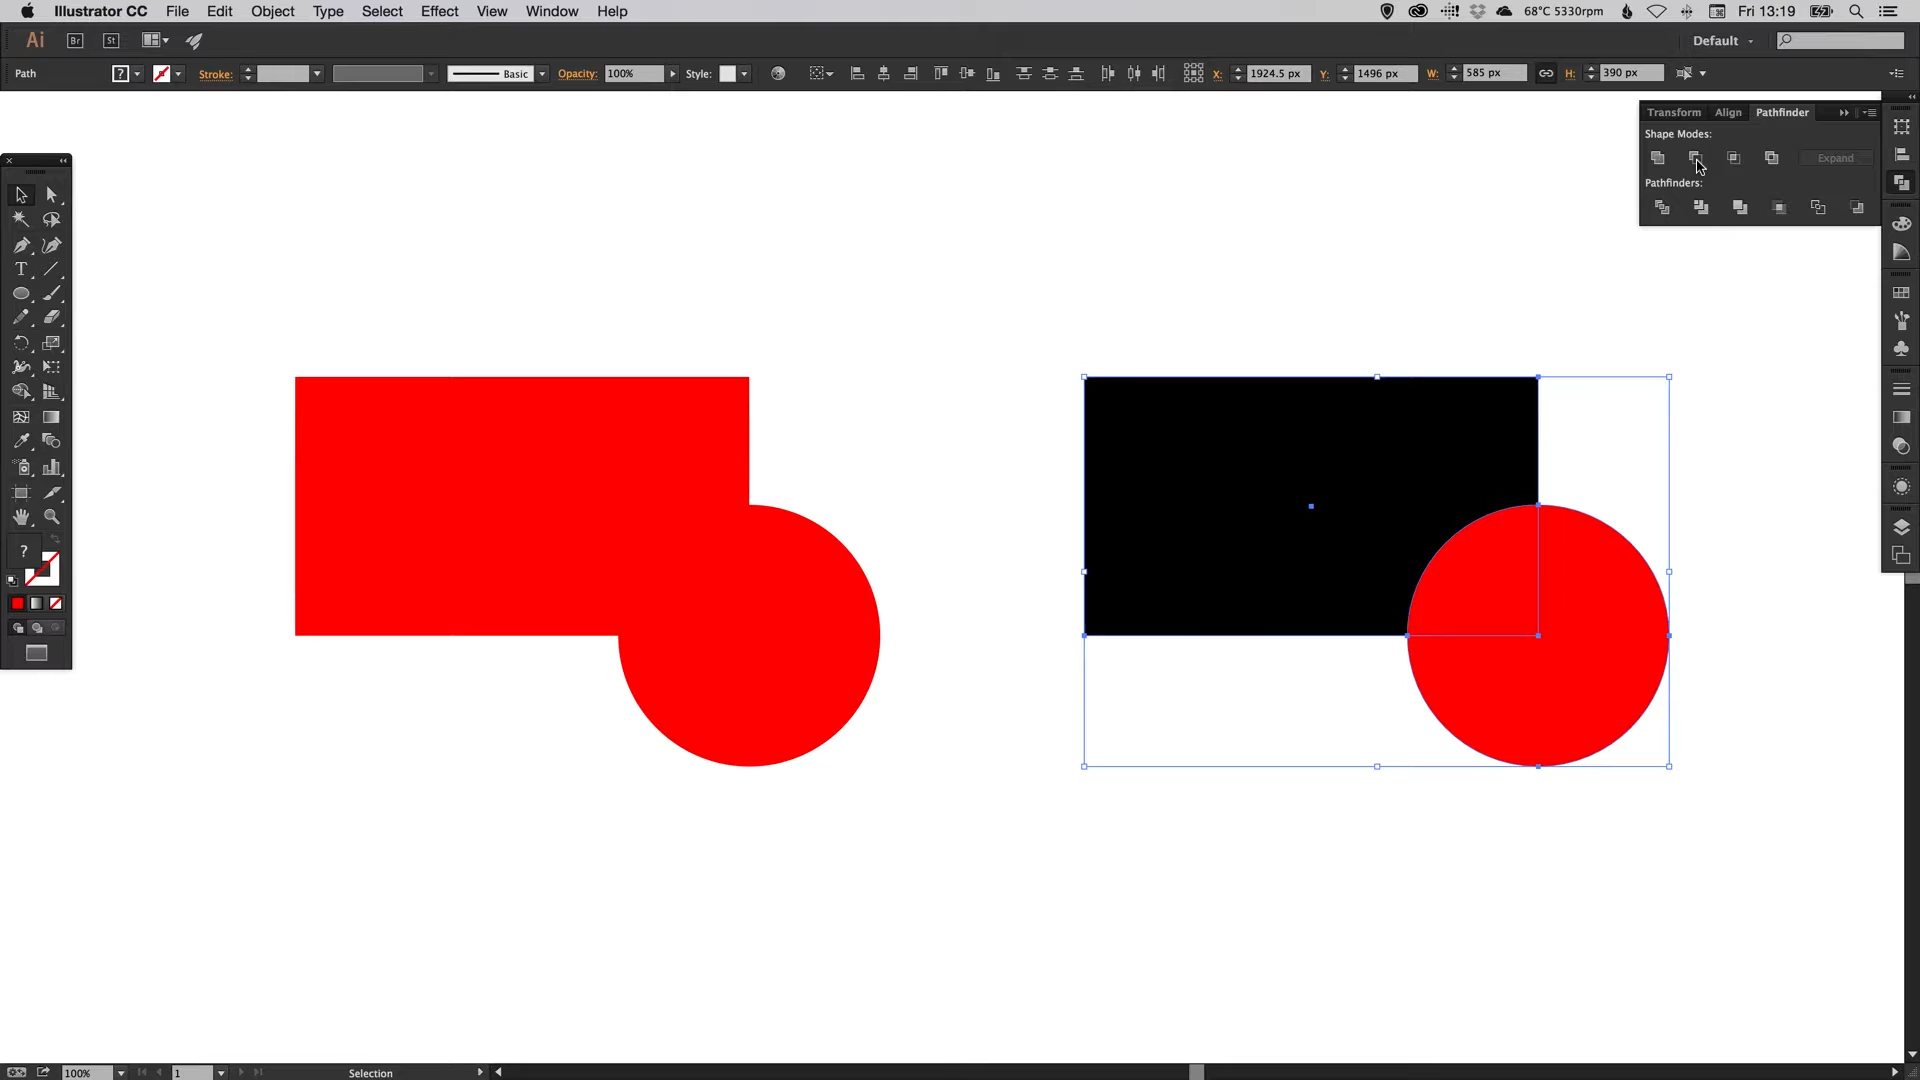 Illustrator CC File Edit Object Type Select Effect View Window Help 68°C 5330rpm Fri 13:19
Ai Br St Default
Path ? Stroke: Basic Opacity: 100% Style: X: 1924.5 px Y: 1496 px W: 585 px H: 390 px
Transform Align Pathfinder
Shape Modes:
Expand
Pathfinders:
T
?
100% 1 Selection